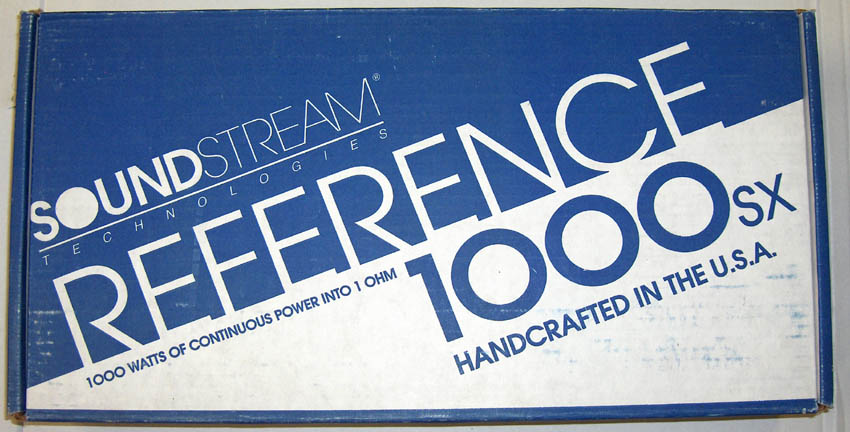 SOUNDSTREAM®
TECHNOLOGIES
REFERENCE
1000SX
1000 WATTS OF CONTINUOUS POWER INTO 1 OHM
HANDCRAFTED IN THE U.S.A.